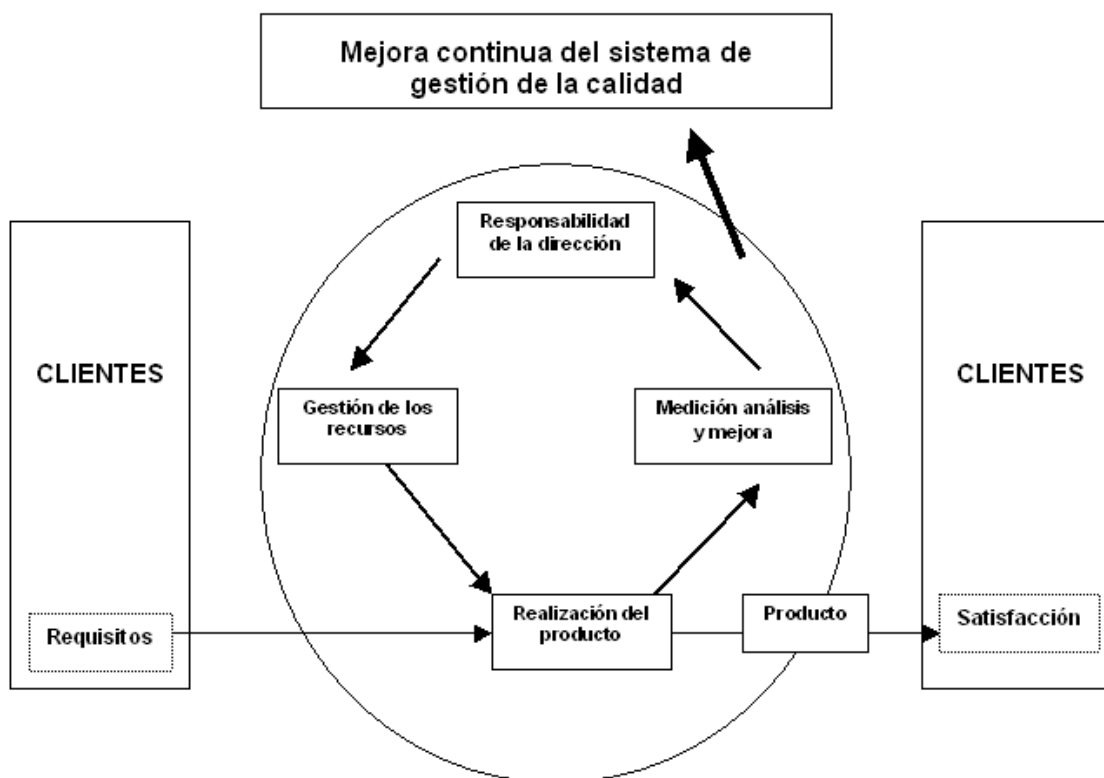 Mejora continua del sistema de
gestión de la calidad
Responsabilidad
de la dirección
CLIENTES
CLIENTES
Gestión de los
recursos
Medición análisis
y mejora
Requisitos
Realización del
producto
Producto
Satisfacción